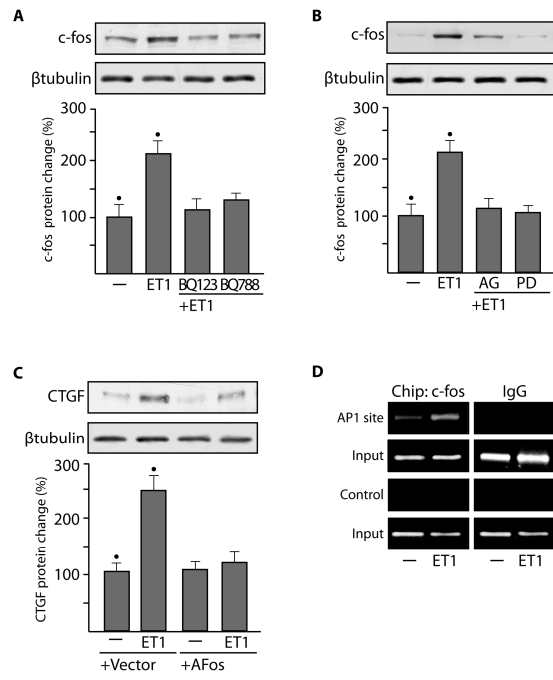 A
c-fos
βtubulin
c-fos protein change (%)
300
200
100
— ET1 BQ123 BQ788
+ET1
B
c-fos
βtubulin
c-fos protein change (%)
300
200
100
— ET1 AG PD
+ET1
C
CTGF
βtubulin
CTGF protein change (%)
300
200
100
— ET1 — ET1
+Vector +AFos
D
Chip: c-fos IgG
AP1 site
Input
Control
Input
— ET1 — ET1